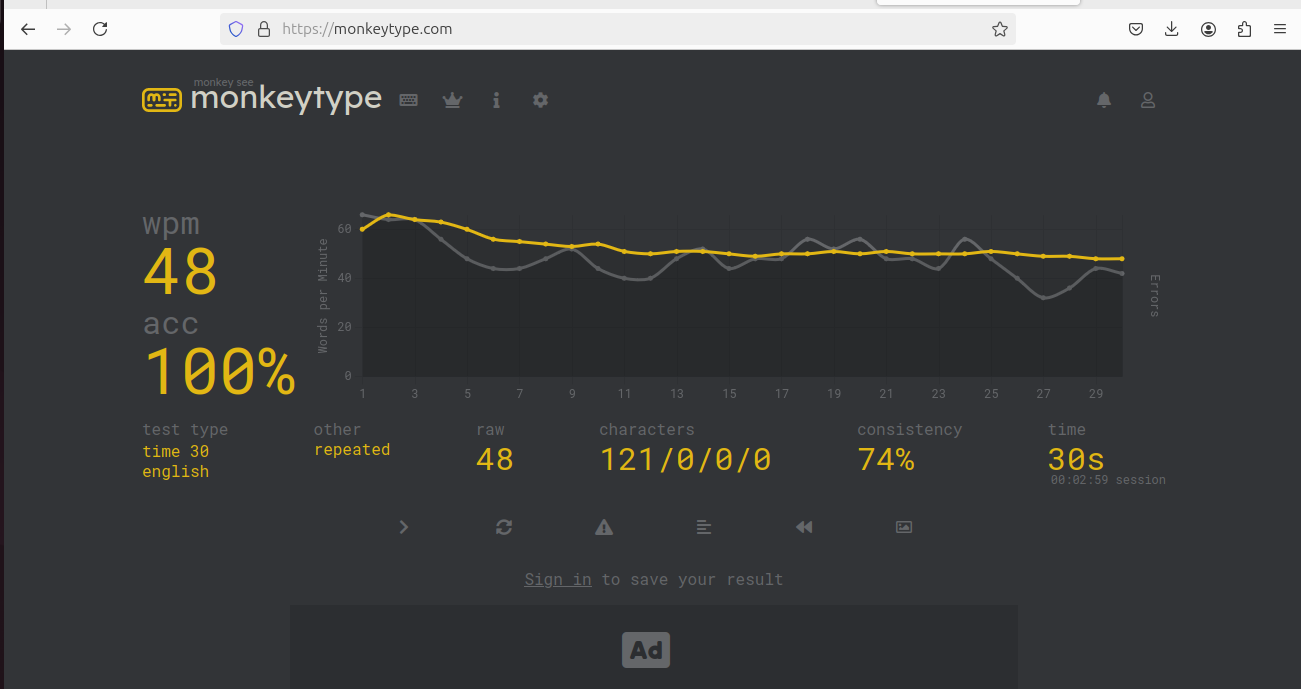 https://monkeytype.com
monkey see
monkeytype
wpm
48
acc
100%
Words per Minute
60
40
20
0
1 3 5 7 9 11 13 15 17 19 21 23 25 27 29
Errors
test type
time 30
english
other
repeated
raw
48
characters
121/0/0/0
consistency
74%
time
30s
00:02:59 session
Sign in to save your result
Ad